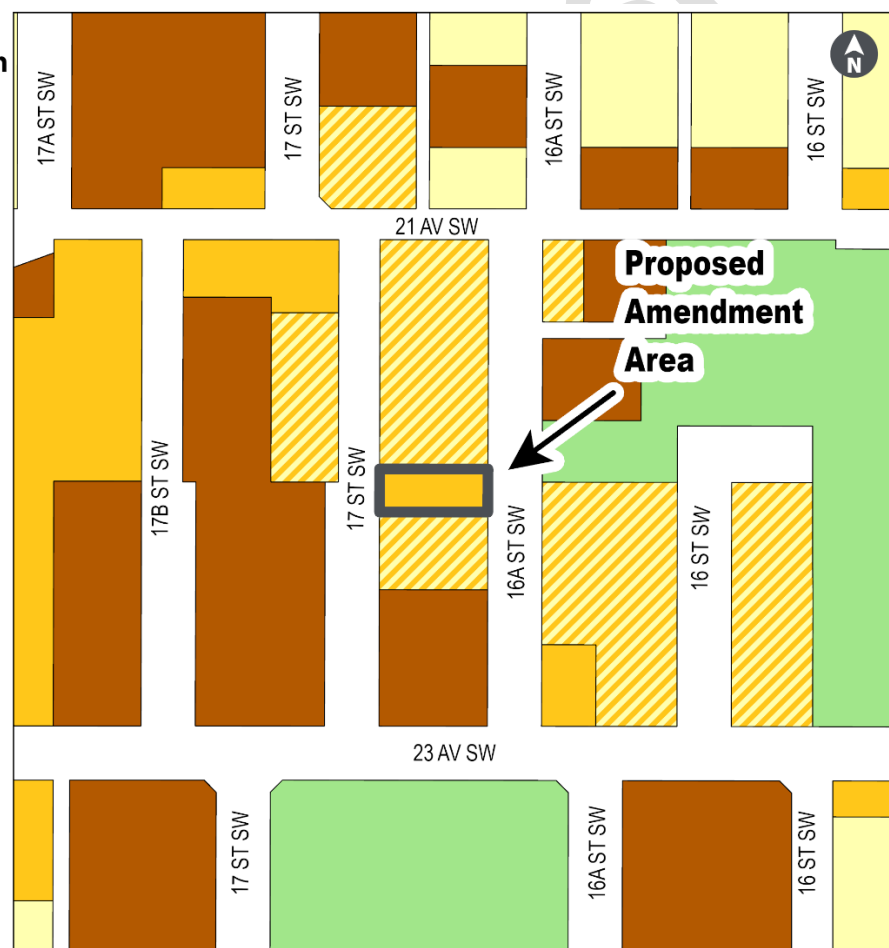 n
N
17A ST SW
17 ST SW
16A ST SW
16 ST SW
21 AV SW
Proposed
Amendment
Area
17B ST SW
17 ST SW
16A ST SW
16 ST SW
23 AV SW
17 ST SW
16A ST SW
16 ST SW